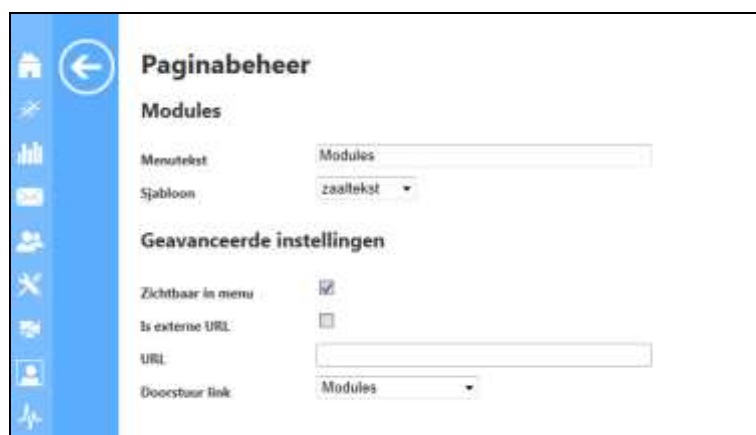 Paginabeheer
Modules
Menutekst Modules
Sjabloon zaaltekst
Geavanceerde instellingen
Zichtbaar in menu
Is externe URL
URL
Doorstuur link Modules